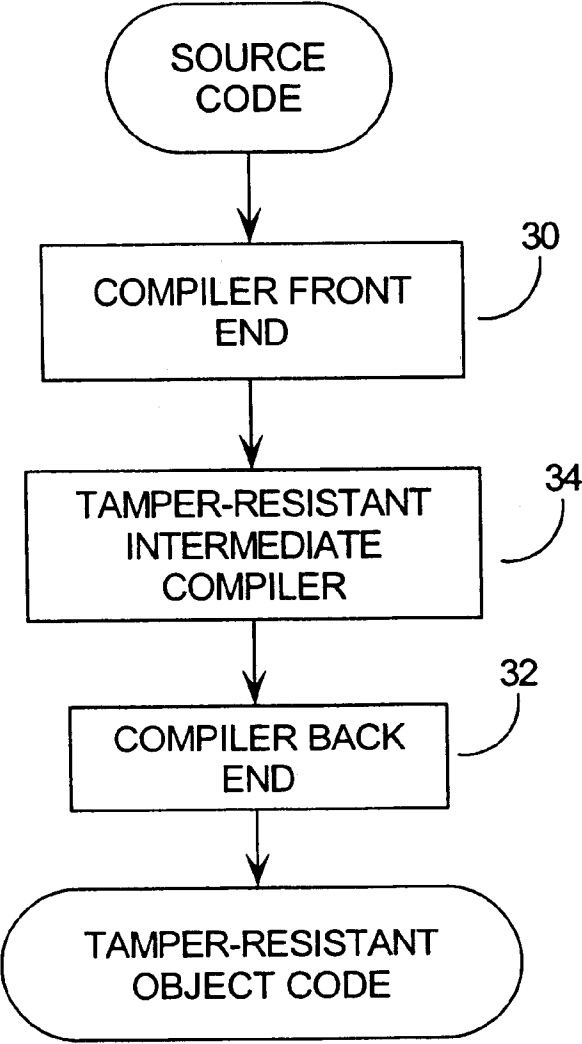 SOURCE
CODE
30
COMPILER FRONT
END
34
TAMPER-RESISTANT
INTERMEDIATE
COMPILER
32
COMPILER BACK
END
TAMPER-RESISTANT
OBJECT CODE